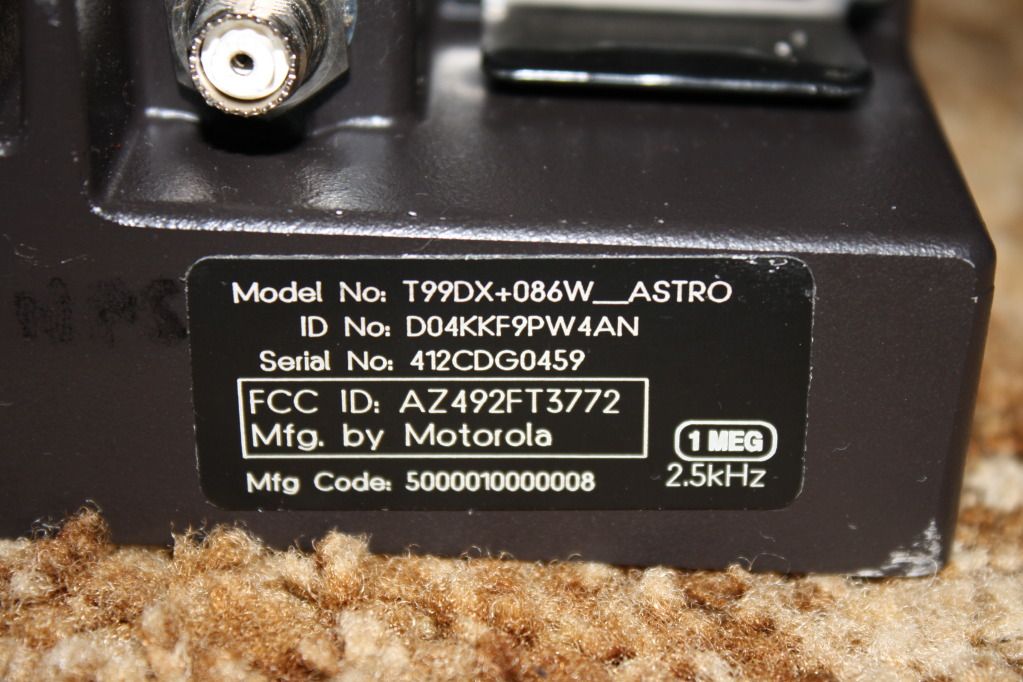 Model No: T99DX+086W__ASTRO
ID No: D04KKF9PW4AN
Serial No: 412CDG0459
FCC ID: AZ492FT3772
Mfg. by Motorola
1 MEG
Mfg Code: 5000010000008
2.5kHz